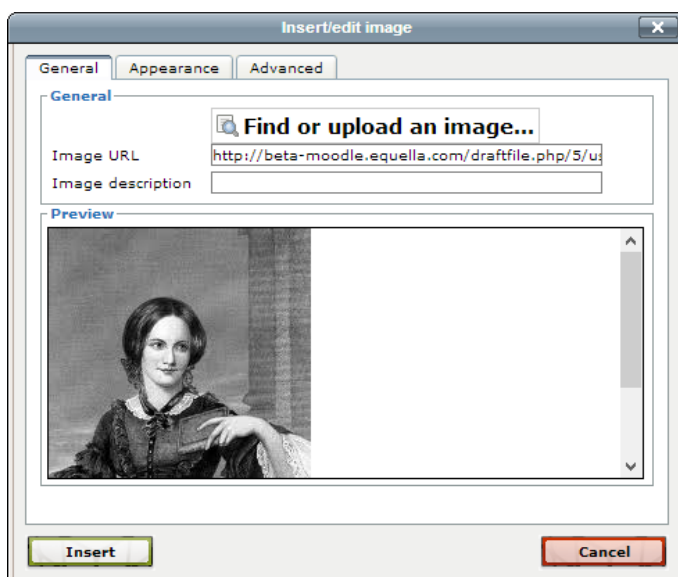 Insert/edit image
General Appearance Advanced
General
Find or upload an image...
Image URL http://beta-moodle.equella.com/draftfile.php/5/us
Image description
Preview
Insert Cancel